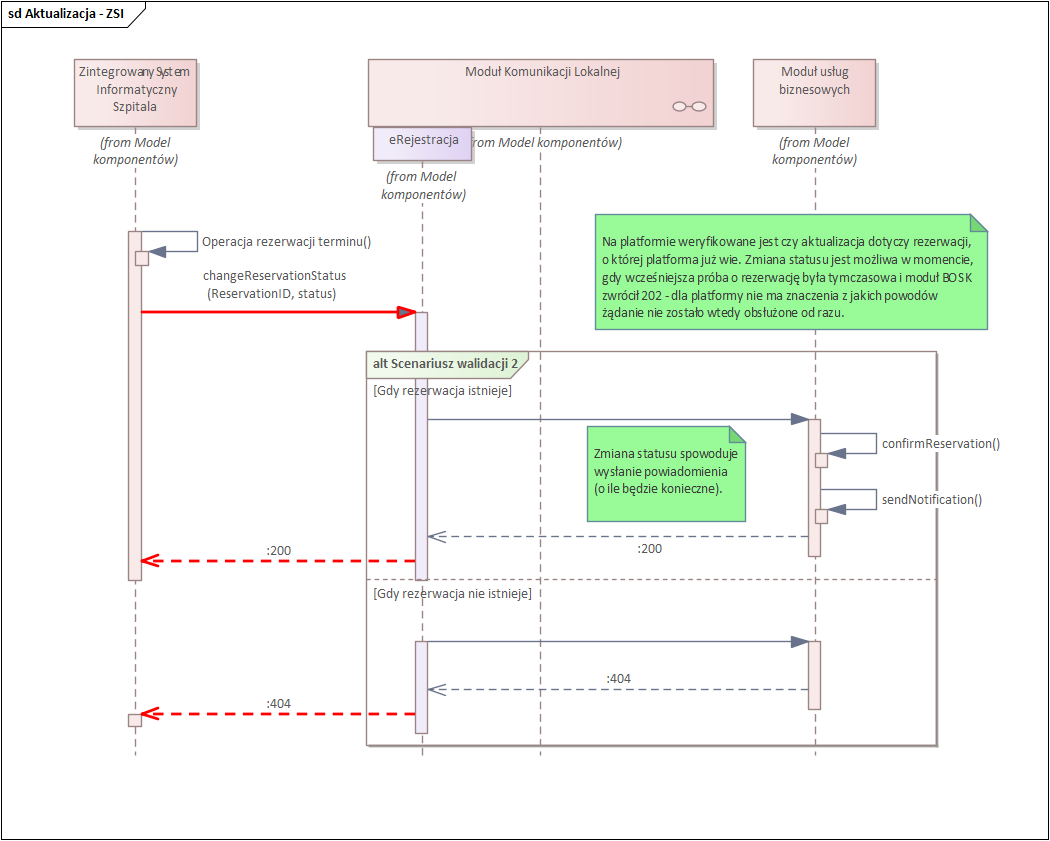 sd Aktualizacja - ZSI
Zintegrowany System
Informatyczny
Szpitala
(from Model
komponentów)
Moduł Komunikacji Lokalnej
eRejestracja
from Model komponentów)
(from Model
komponentów)
Moduł usług
biznesowych
(from Model
komponentów)
Operacja rezerwacji terminu()
changeReservationStatus
(ReservationID, status)
Na platformie weryfikowane jest czy aktualizacja dotyczy rezerwacji,
o której platforma już wie. Zmiana statusu jest możliwa w momencie,
gdy wcześniejsza próba o rezerwację była tymczasowa i moduł BOSK
zwrócił 202 - dla platformy nie ma znaczenia z jakich powodów
żądanie nie zostało wtedy obsłużone od razu.
alt Scenariusz walidacji 2
[Gdy rezerwacja istnieje]
confirmReservation()
Zmiana statusu spowoduje
wysłanie powiadomienia
(o ile będzie konieczne).
sendNotification()
:200
:200
[Gdy rezerwacja nie istnieje]
:404
:404